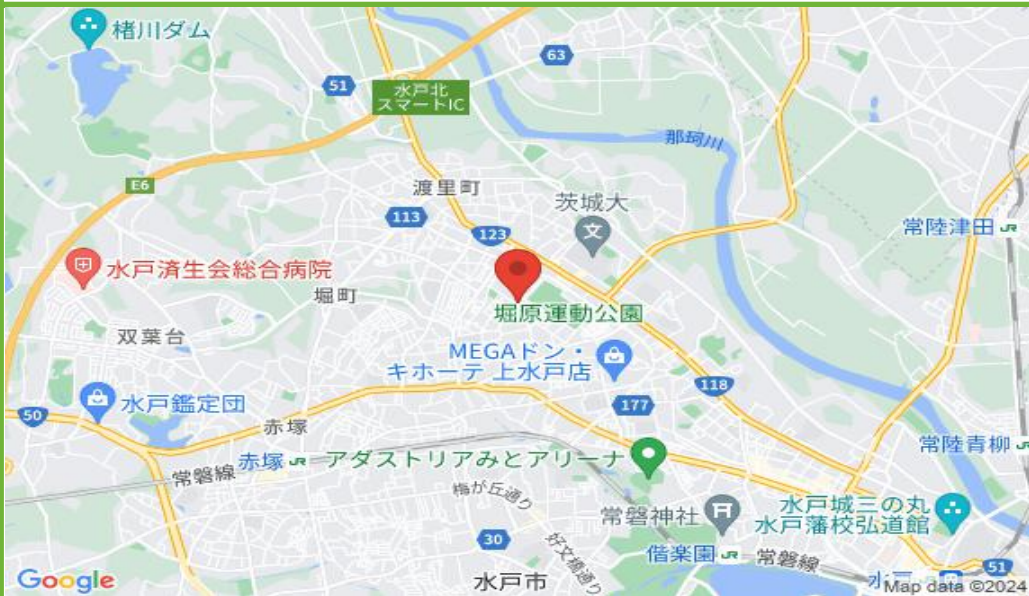 楮川ダム
63
51
水戸北
スマートIC
那珂川
E6
渡里町
茨城大
113
123
文
常陸津田 JR
水戸済生会総合病院
堀町
堀原運動公園
双葉台
MEGAドン・
キホーテ 上水戸店
118
水戸鑑定団
177
50
赤塚
常陸青柳 JR
赤塚 JR
アダストリアみとアリーナ
常磐線
梅が丘通り
水戸城三の丸
水戸藩校弘道館
常磐神社
30
好文橋通り
偕楽園 JR
常磐線
51
Google
水戸市
Map data ©2024